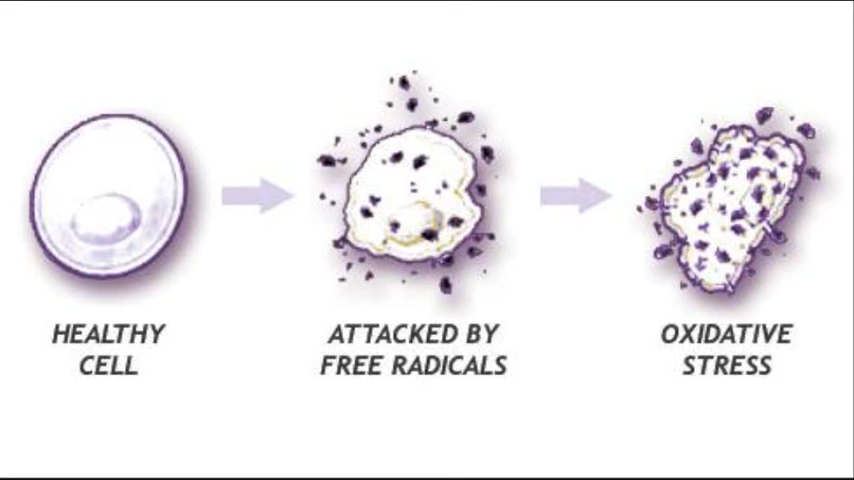 HEALTHY
CELL
ATTACKED BY
FREE RADICALS
OXIDATIVE
STRESS